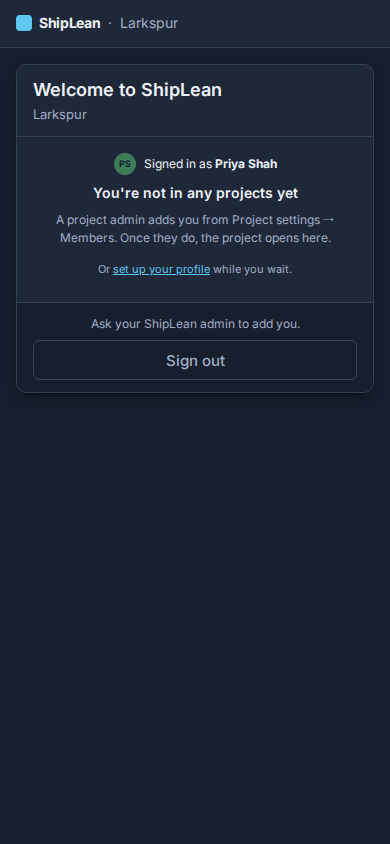 ShipLean · Larkspur
Welcome to ShipLean
Larkspur
PS Signed in as Priya Shah
You're not in any projects yet
A project admin adds you from Project settings →
Members. Once they do, the project opens here.
Or set up your profile while you wait.
Ask your ShipLean admin to add you.
Sign out